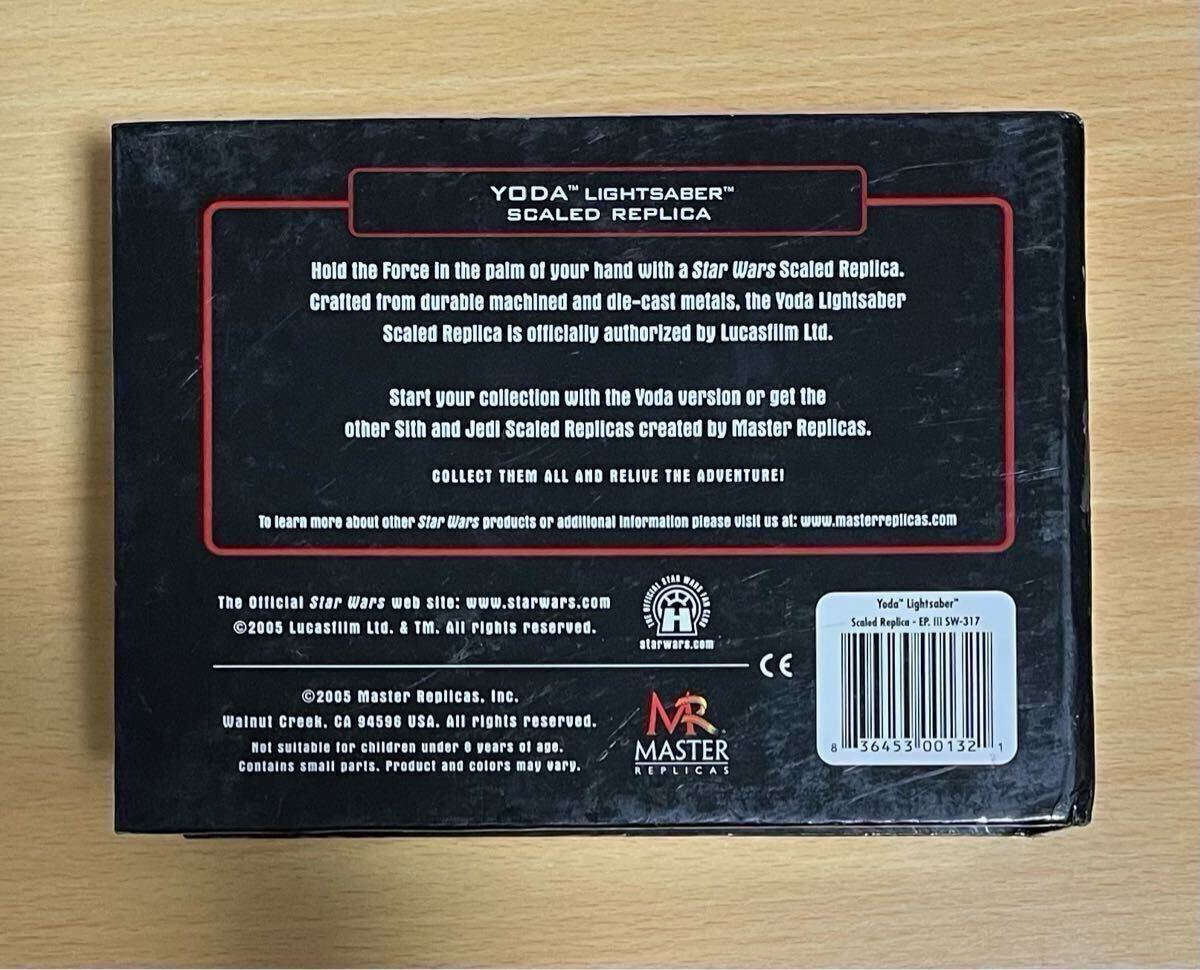 YODA™ LIGHTSABER™
SCALED REPLICA
Hold the Force in the palm of your hand with a Star Wars Scaled Replica.
Crafted from durable machined and die-cast metals, the Yoda Lightsaber
Scaled Replica is officially authorized by Lucasfilm Ltd.
Start your collection with the Yoda version or get the
other Sith and Jedi Scaled Replicas created by Master Replicas.
COLLECT THEM ALL AND RELIVE THE ADVENTURE!
To learn more about other Star Wars products or additional information please visit us at: www.masterreplicas.com
The Official Star Wars web site: www.starwars.com
©2005 Lucasfilm Ltd. & TM. All rights reserved.
THE OFFICIAL STAR WARS FAN CLUB
starwars.com
CE
©2005 Master Replicas, Inc.
Walnut Creek, CA 94596 USA. All rights reserved.
Not suitable for children under 8 years of age.
Contains small parts. Product and colors may vary.
MR
MASTER
REPLICAS
Yoda™ Lightsaber™
Scaled Replica - EP. III SW-317
8 36453 00132 1